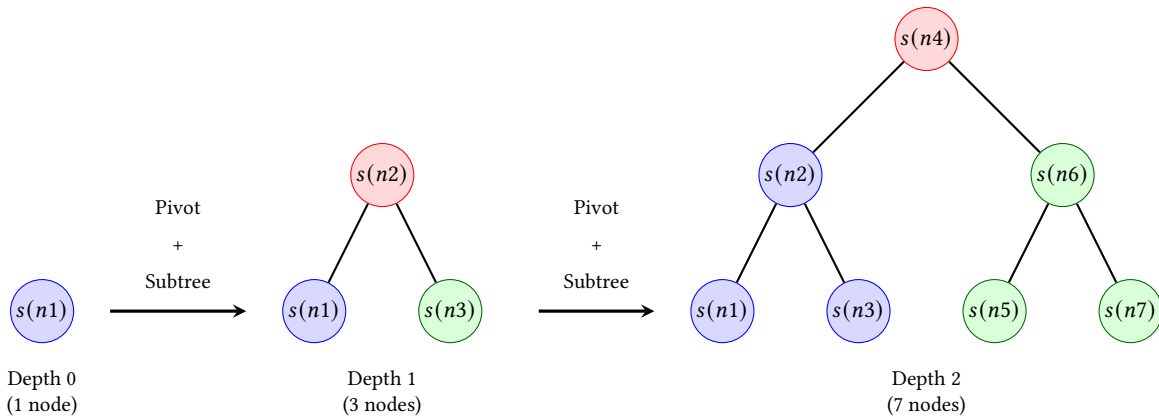 s(n4)
s(n2)
s(n2)
s(n6)
Pivot
+
Subtree
Pivot
+
Subtree
s(n1)
s(n1)
s(n3)
s(n1)
s(n3)
s(n5)
s(n7)
Depth 0
(1 node)
Depth 1
(3 nodes)
Depth 2
(7 nodes)